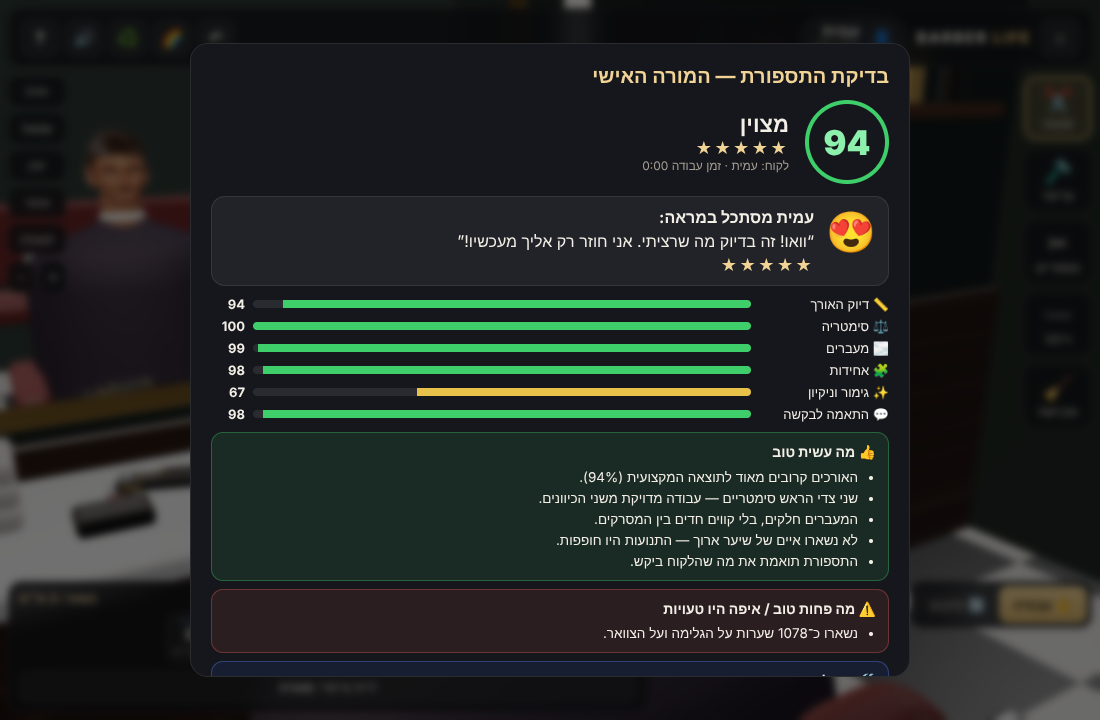 בדיקת התספורת — המורה האישי
94
מצוין
★★★★★
לקוח: עמית · זמן עבודה 0:00
עמית מסתכל במראה:
"וואו! זה בדיוק מה שרציתי. אני חוזר רק אליך מעכשיו!"
★★★★★
📏 דיוק האורך 94
⚖️ סימטריה 100
🌫️ מעברים 99
🧩 אחידות 98
✨ גימור וניקיון 67
💬 התאמה לבקשה 98
👍 מה עשית טוב
• האורכים קרובים מאוד לתוצאה המקצועית (94%).
• שני צדי הראש סימטריים — עבודה מדויקת משני הכיוונים.
• המעברים חלקים, בלי קווים חדים בין המסרקים.
• לא נשארו איים של שיער ארוך — התנועות היו חופפות.
• התספורת תואמת את מה שהלקוח ביקש.
⚠️ מה פחות טוב / איפה היו טעויות
• נשארו כ־1078 שערות על הגלימה ועל הצוואר.